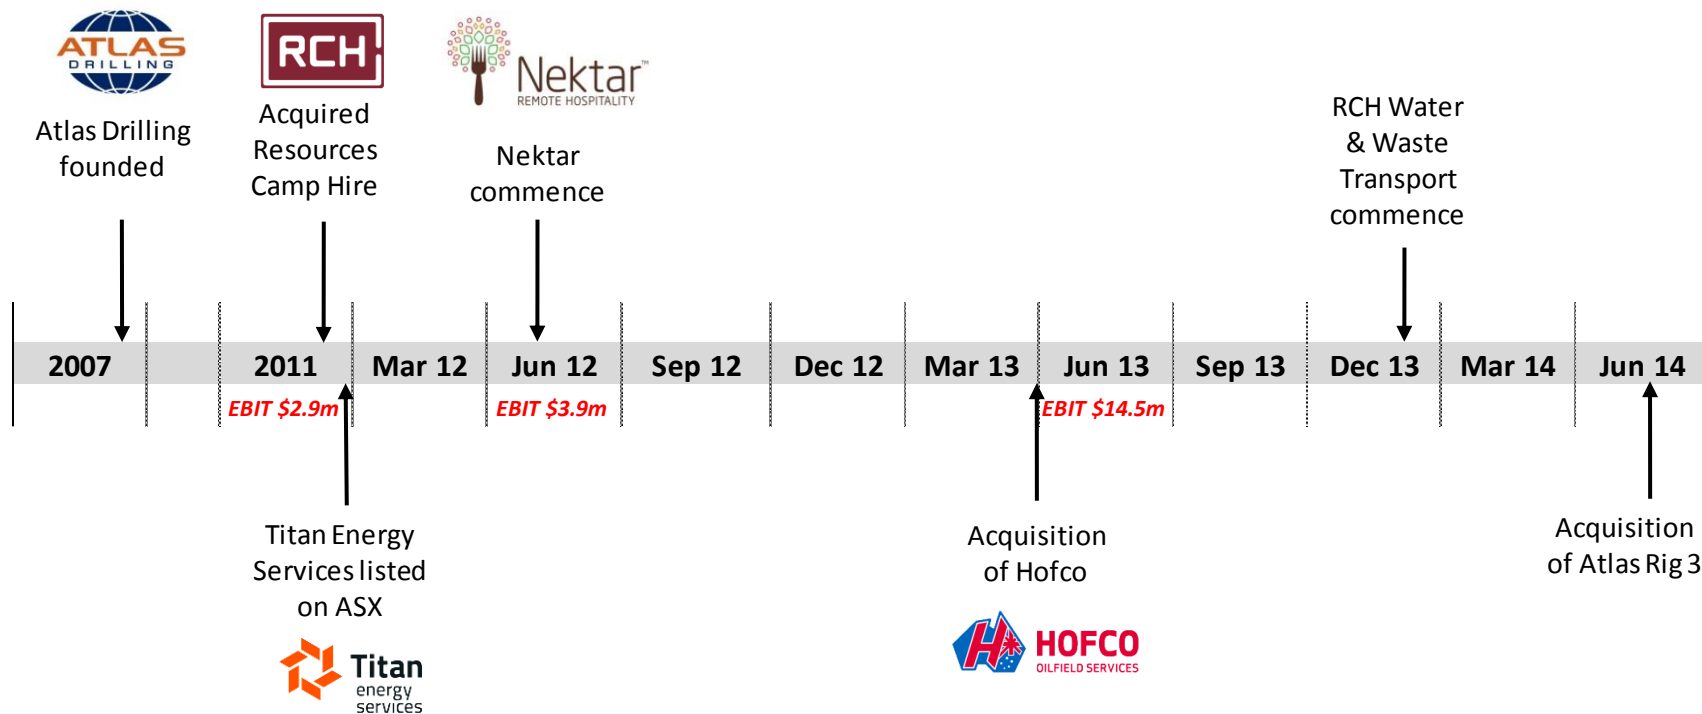 ATLAS
DRILLING
Atlas Drilling
founded
RCH
Acquired
Resources
Camp Hire
Nektar™
REMOTE HOSPITALITY
Nektar
commence
RCH Water
& Waste
Transport
commence
2007 2011 Mar 12 Jun 12 Sep 12 Dec 12 Mar 13 Jun 13 Sep 13 Dec 13 Mar 14 Jun 14
EBIT $2.9m EBIT $3.9m EBIT $14.5m
Titan Energy
Services listed
on ASX
Titan
energy
services
Acquisition
of Hofco
H
HOFCO
OILFIELD SERVICES
Acquisition
of Atlas Rig 3